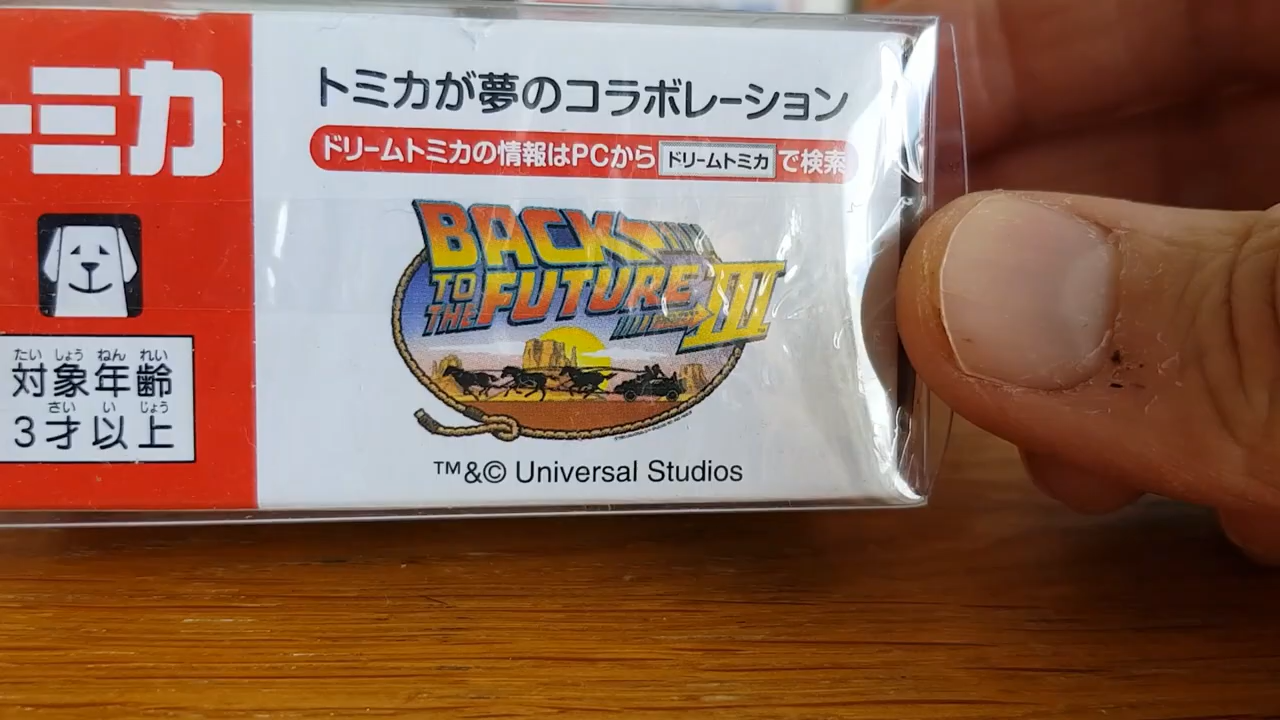 トミカが夢のコラボレーション
ドリームトミカの情報はPCからドリームトミカで検索
ーミカ
BACK
TO THE FUTURE III
たい しょう ねん れい
対象年齢
さい い じょう
3才以上
™&© Universal Studios